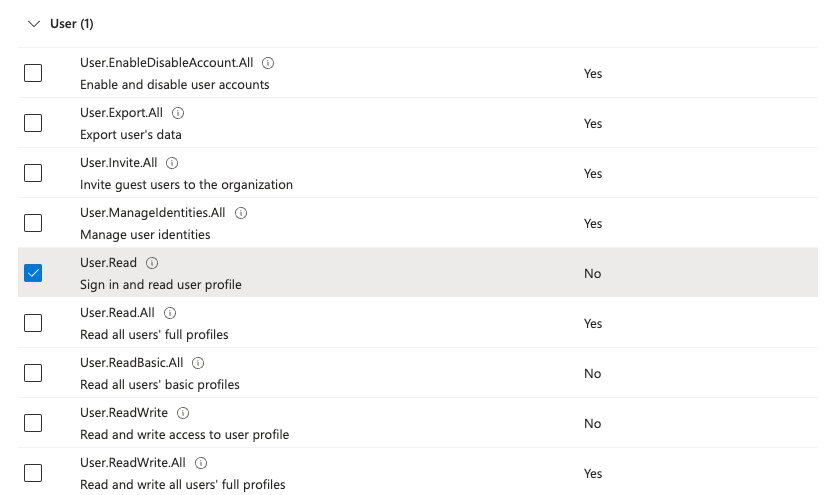 User (1)
User.EnableDisableAccount.All
Enable and disable user accounts
Yes
User.Export.All
Export user's data
Yes
User.Invite.All
Invite guest users to the organization
Yes
User.ManageIdentities.All
Manage user identities
Yes
User.Read
Sign in and read user profile
No
User.Read.All
Read all users' full profiles
Yes
User.ReadBasic.All
Read all users' basic profiles
No
User.ReadWrite
Read and write access to user profile
No
User.ReadWrite.All
Read and write all users' full profiles
Yes